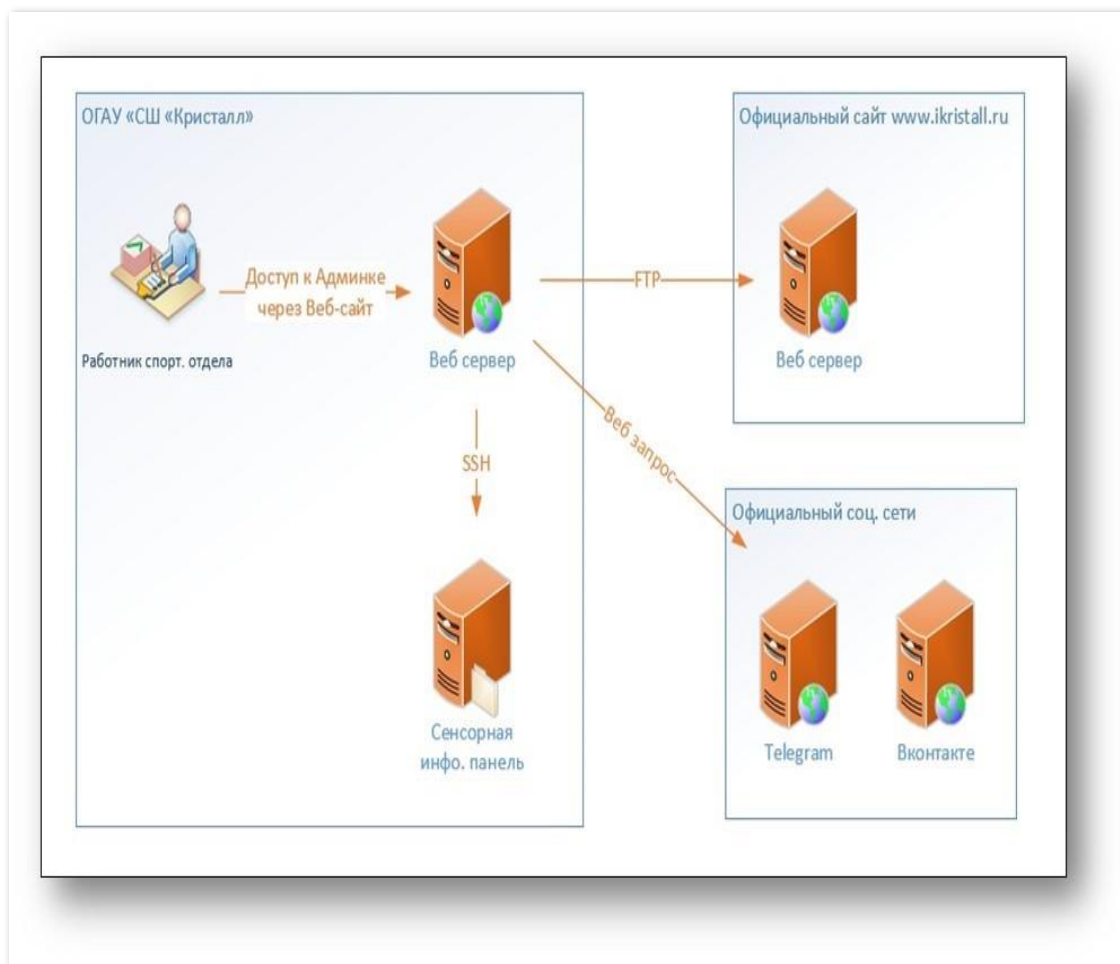 ОГАУ «СШ «Кристалл»
Официальный сайт www.ikristall.ru
Доступ к Админке
через Веб-сайт
FTP
Работник спорт. отдела
Веб сервер
Веб сервер
Веб запрос
SSH
Официальный соц. сети
Сенсорная
инфо. панель
Telegram
Вконтакте